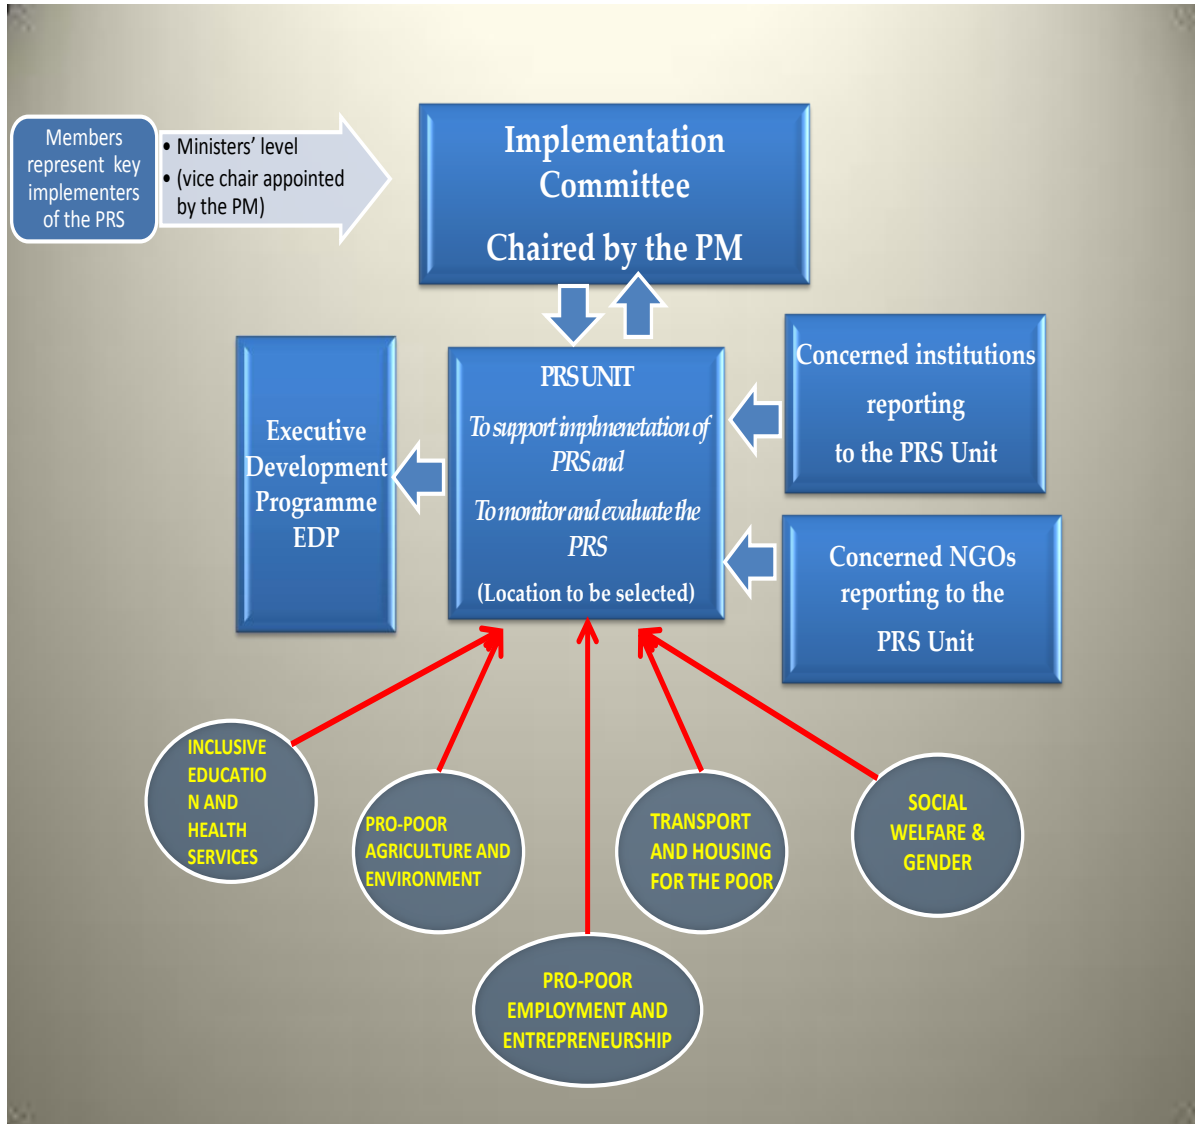 Members
represent key
implementers
of the PRS
• Ministers’ level
• (vice chair appointed
by the PM)
Implementation
Committee
Chaired by the PM
Executive
Development
Programme
EDP
PRS UNIT
To support implmenetation of
PRS and
To monitor and evaluate the
PRS
(Location to be selected)
Concerned institutions
reporting
to the PRS Unit
Concerned NGOs
reporting to the
PRS Unit
INCLUSIVE
EDUCATIO
N AND
HEALTH
SERVICES
PRO-POOR
AGRICULTURE AND
ENVIRONMENT
PRO-POOR
EMPLOYMENT AND
ENTREPRENEURSHIP
TRANSPORT
AND HOUSING
FOR THE POOR
SOCIAL
WELFARE &
GENDER